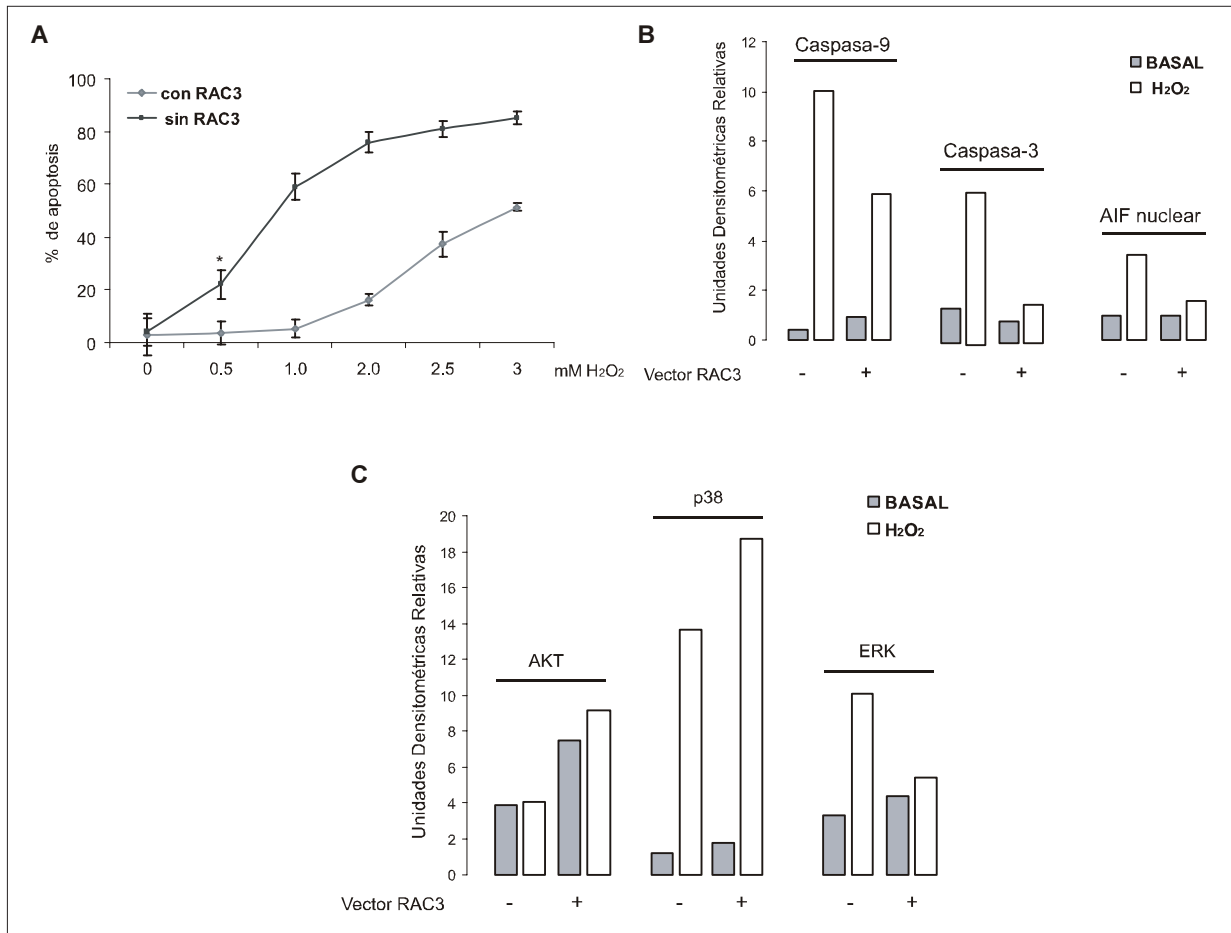 A
% de apoptosis
100
80
60
40
20
0
con RAC3
sin RAC3
*
0 0.5 1.0 2.0 2.5 3 mM H₂O₂
B
Unidades Densitométricas Relativas
12
10
8
6
4
2
0
Caspasa-9
Caspasa-3
AIF nuclear
BASAL
H₂O₂
Vector RAC3 - + - + - +
C
Unidades Densitométricas Relativas
20
18
16
14
12
10
8
6
4
2
0
AKT
p38
ERK
BASAL
H₂O₂
Vector RAC3 - + - + - +